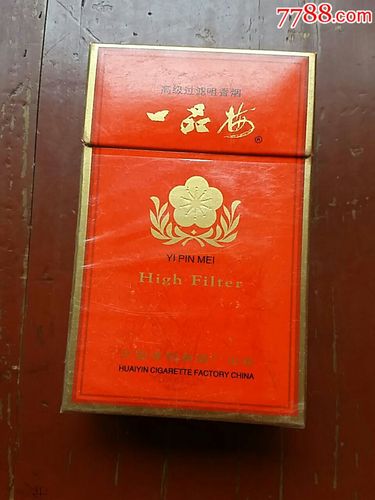 7788.com
高级过滤咀香烟
一品梅
®
YI PIN MEI
High Filter
HUAIYIN CIGARETTE FACTORY CHINA